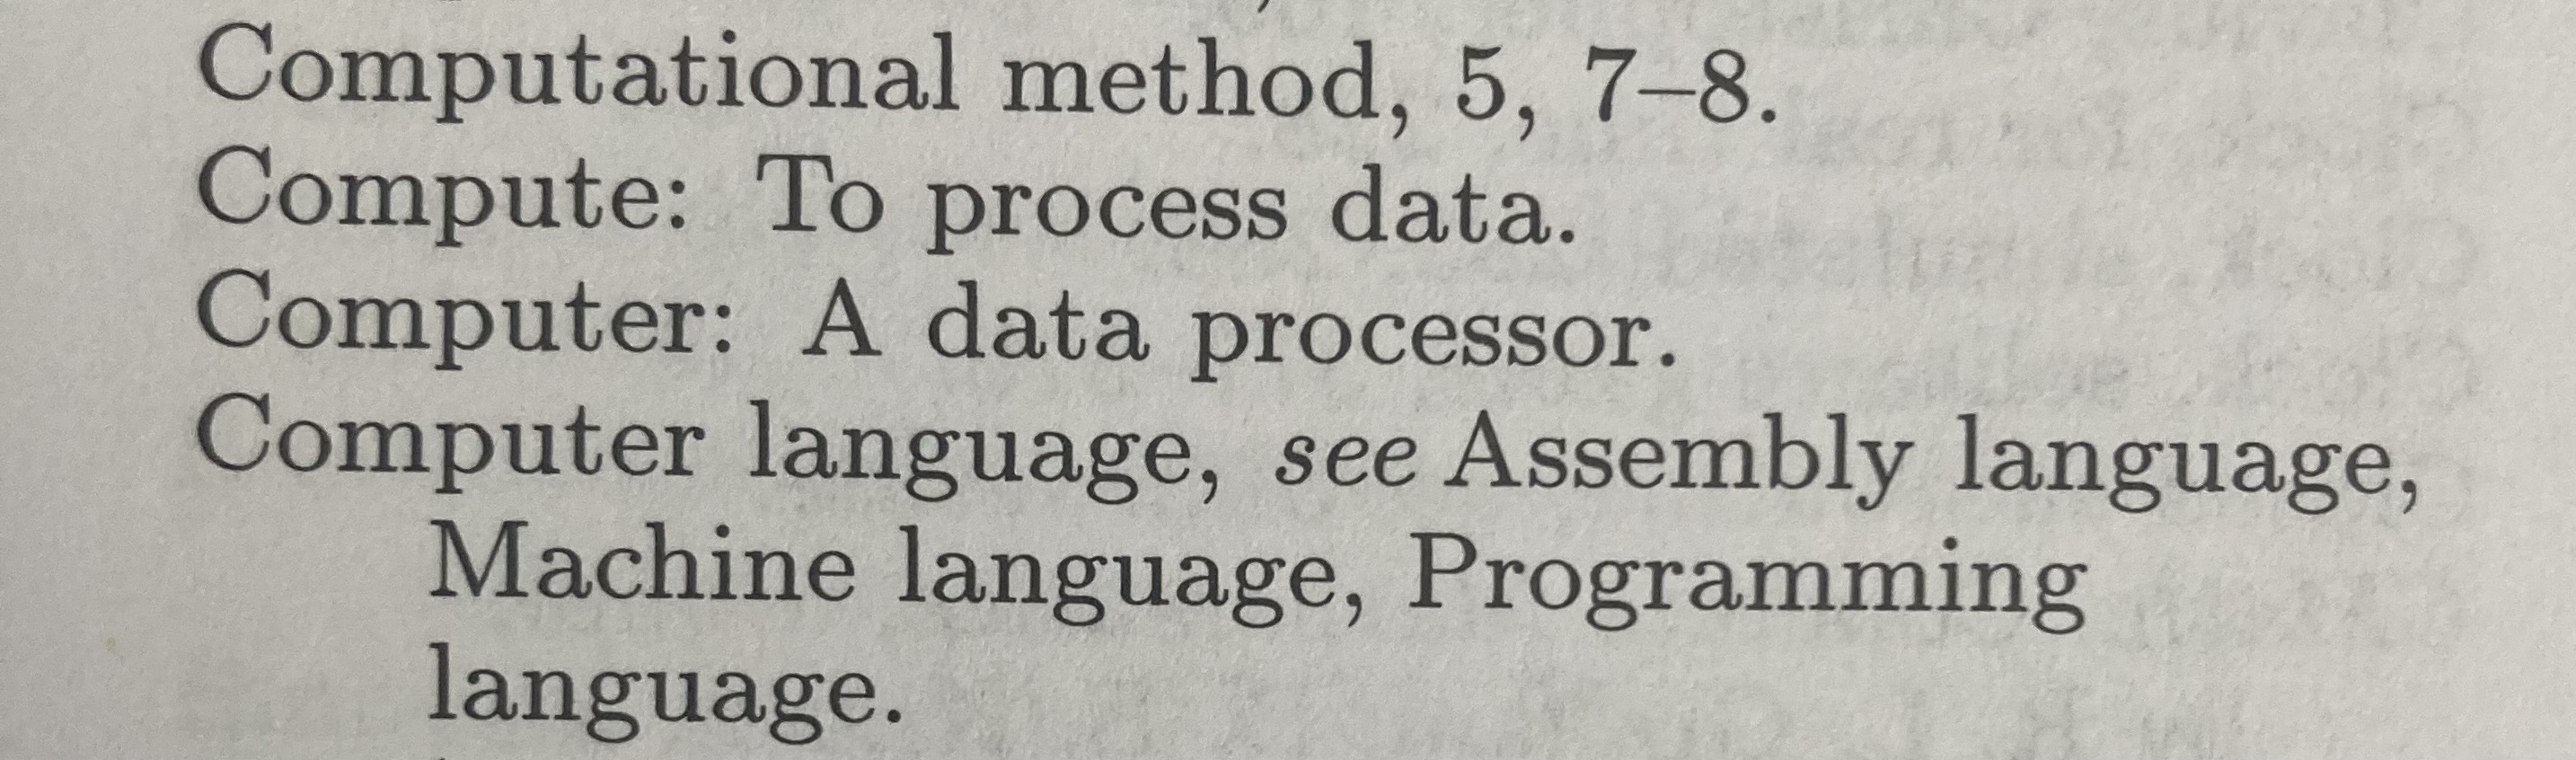 Computational method, 5, 7–8.
Compute: To process data.
Computer: A data processor.
Computer language, see Assembly language,
Machine language, Programming
language.